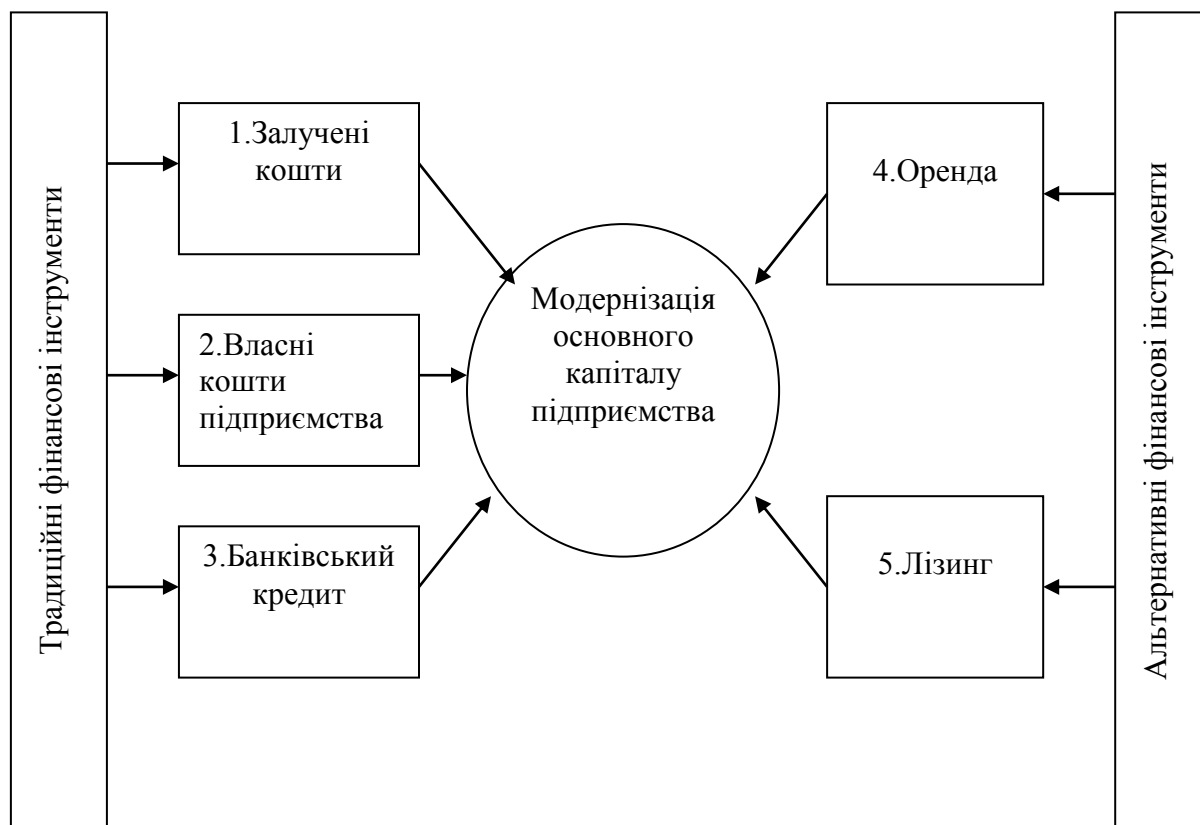 Традиційні фінансові інструменти
1.Залучені
кошти
2.Власні
кошти
підприємства
3.Банківський
кредит
Модернізація
основного
капіталу
підприємства
4.Оренда
5.Лізинг
Альтернативні фінансові інструменти